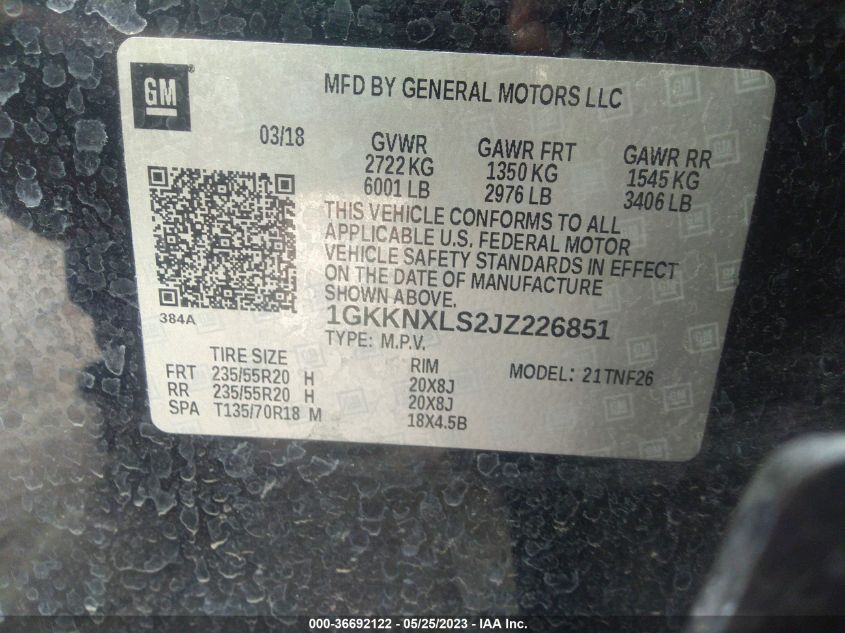 GM
MFD BY GENERAL MOTORS LLC
03/18
GVWR
2722 KG
6001 LB
GAWR FRT
1350 KG
2976 LB
GAWR RR
1545 KG
3406 LB
THIS VEHICLE CONFORMS TO ALL
APPLICABLE U.S. FEDERAL MOTOR
VEHICLE SAFETY STANDARDS IN EFFECT
ON THE DATE OF MANUFACTURE
SHOWN ABOVE.
384A
1GKKNXLS2JZ226851
TYPE: M.P.V.
TIRE SIZE
RIM
MODEL: 21TNF26
FRT 235/55R20 H 20X8J
RR 235/55R20 H 20X8J
SPA T135/70R18 M 18X4.5B
000-36692122 — 05/25/2023 — IAA Inc.